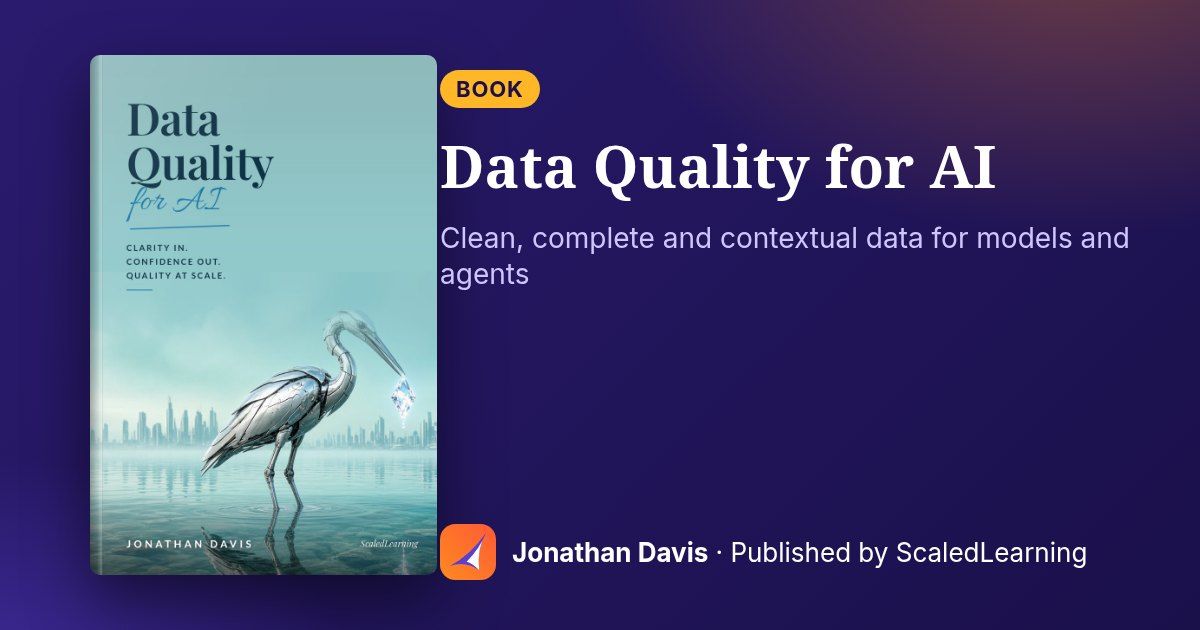 Data
Quality
for AI
CLARITY IN.
CONFIDENCE OUT.
QUALITY AT SCALE.
JONATHAN DAVIS
ScaledLearning
BOOK
Data Quality for AI
Clean, complete and contextual data for models and
agents
Jonathan Davis · Published by ScaledLearning